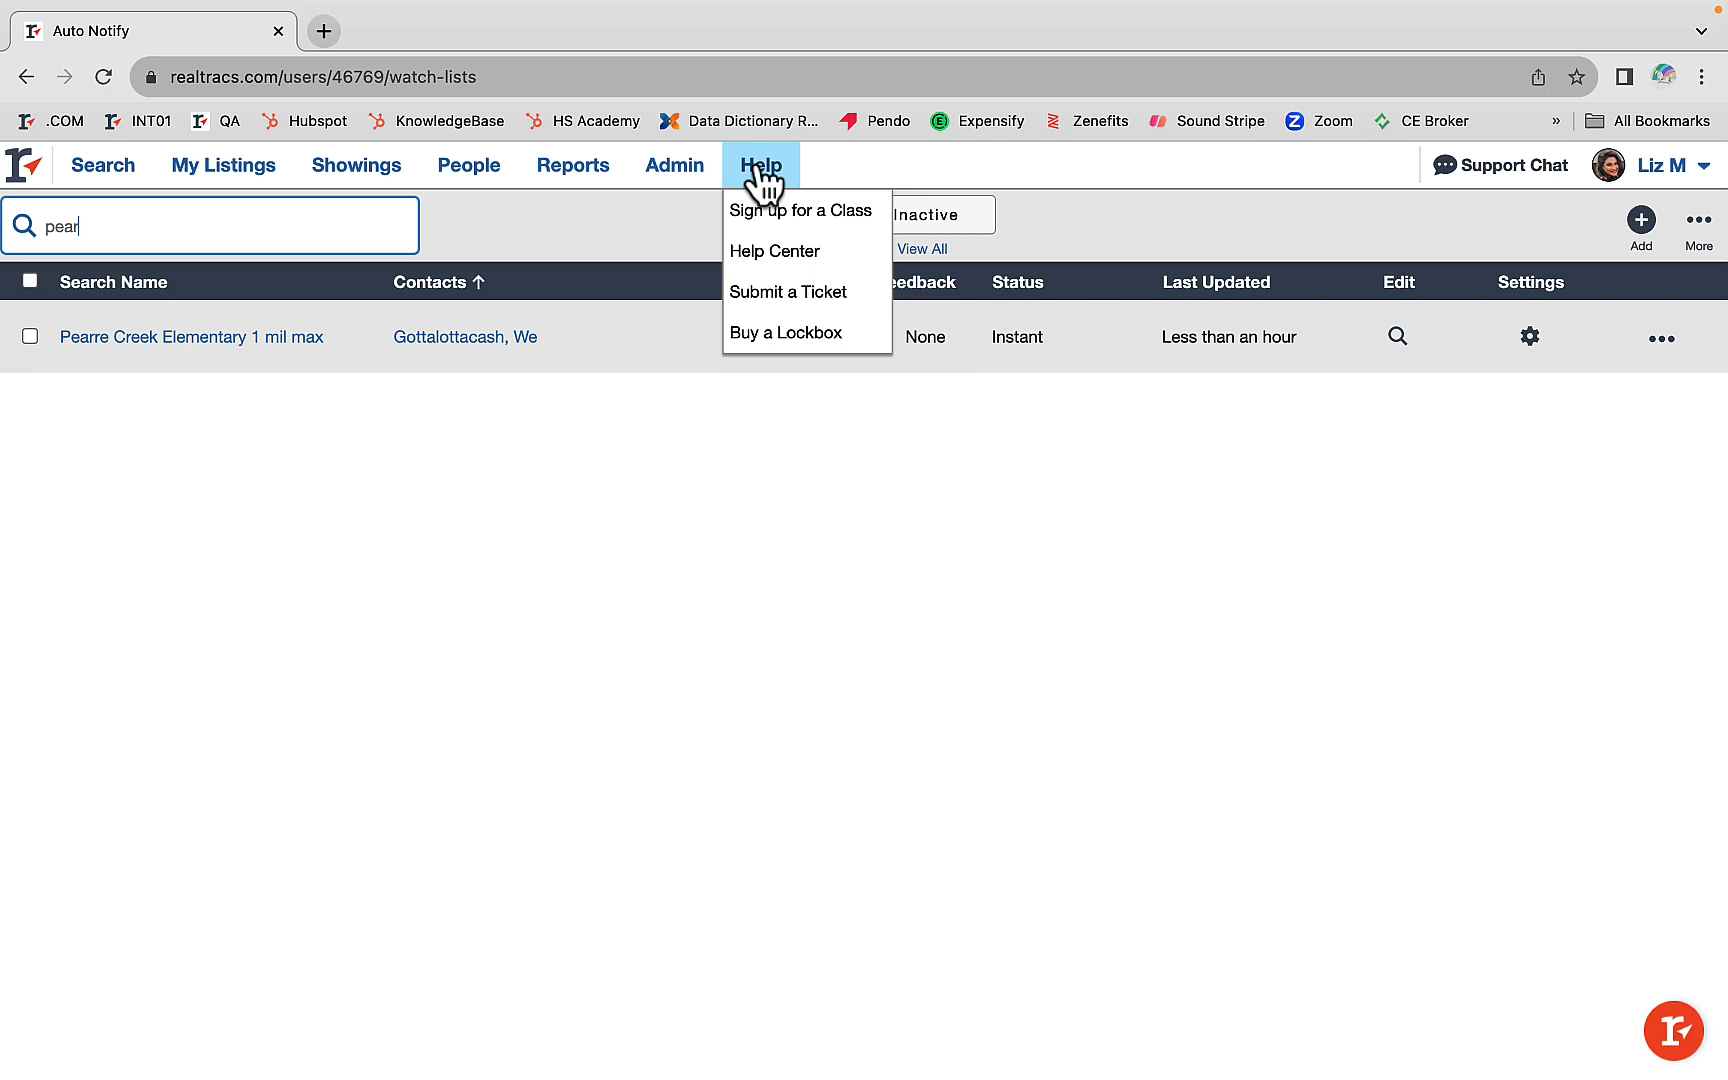 Auto Notify
realtracs.com/users/46769/watch-lists
.COM INT01 QA Hubspot KnowledgeBase HS Academy Data Dictionary R... Pendo Expensify Zenefits Sound Stripe Zoom CE Broker » All Bookmarks
Search My Listings Showings People Reports Admin Help Support Chat Liz M
pear
Sign up for a Class
Help Center
Submit a Ticket
Buy a Lockbox
Inactive
View All
Add More
Search Name Contacts eedback Status Last Updated Edit Settings
Pearre Creek Elementary 1 mil max Gottalottacash, We None Instant Less than an hour